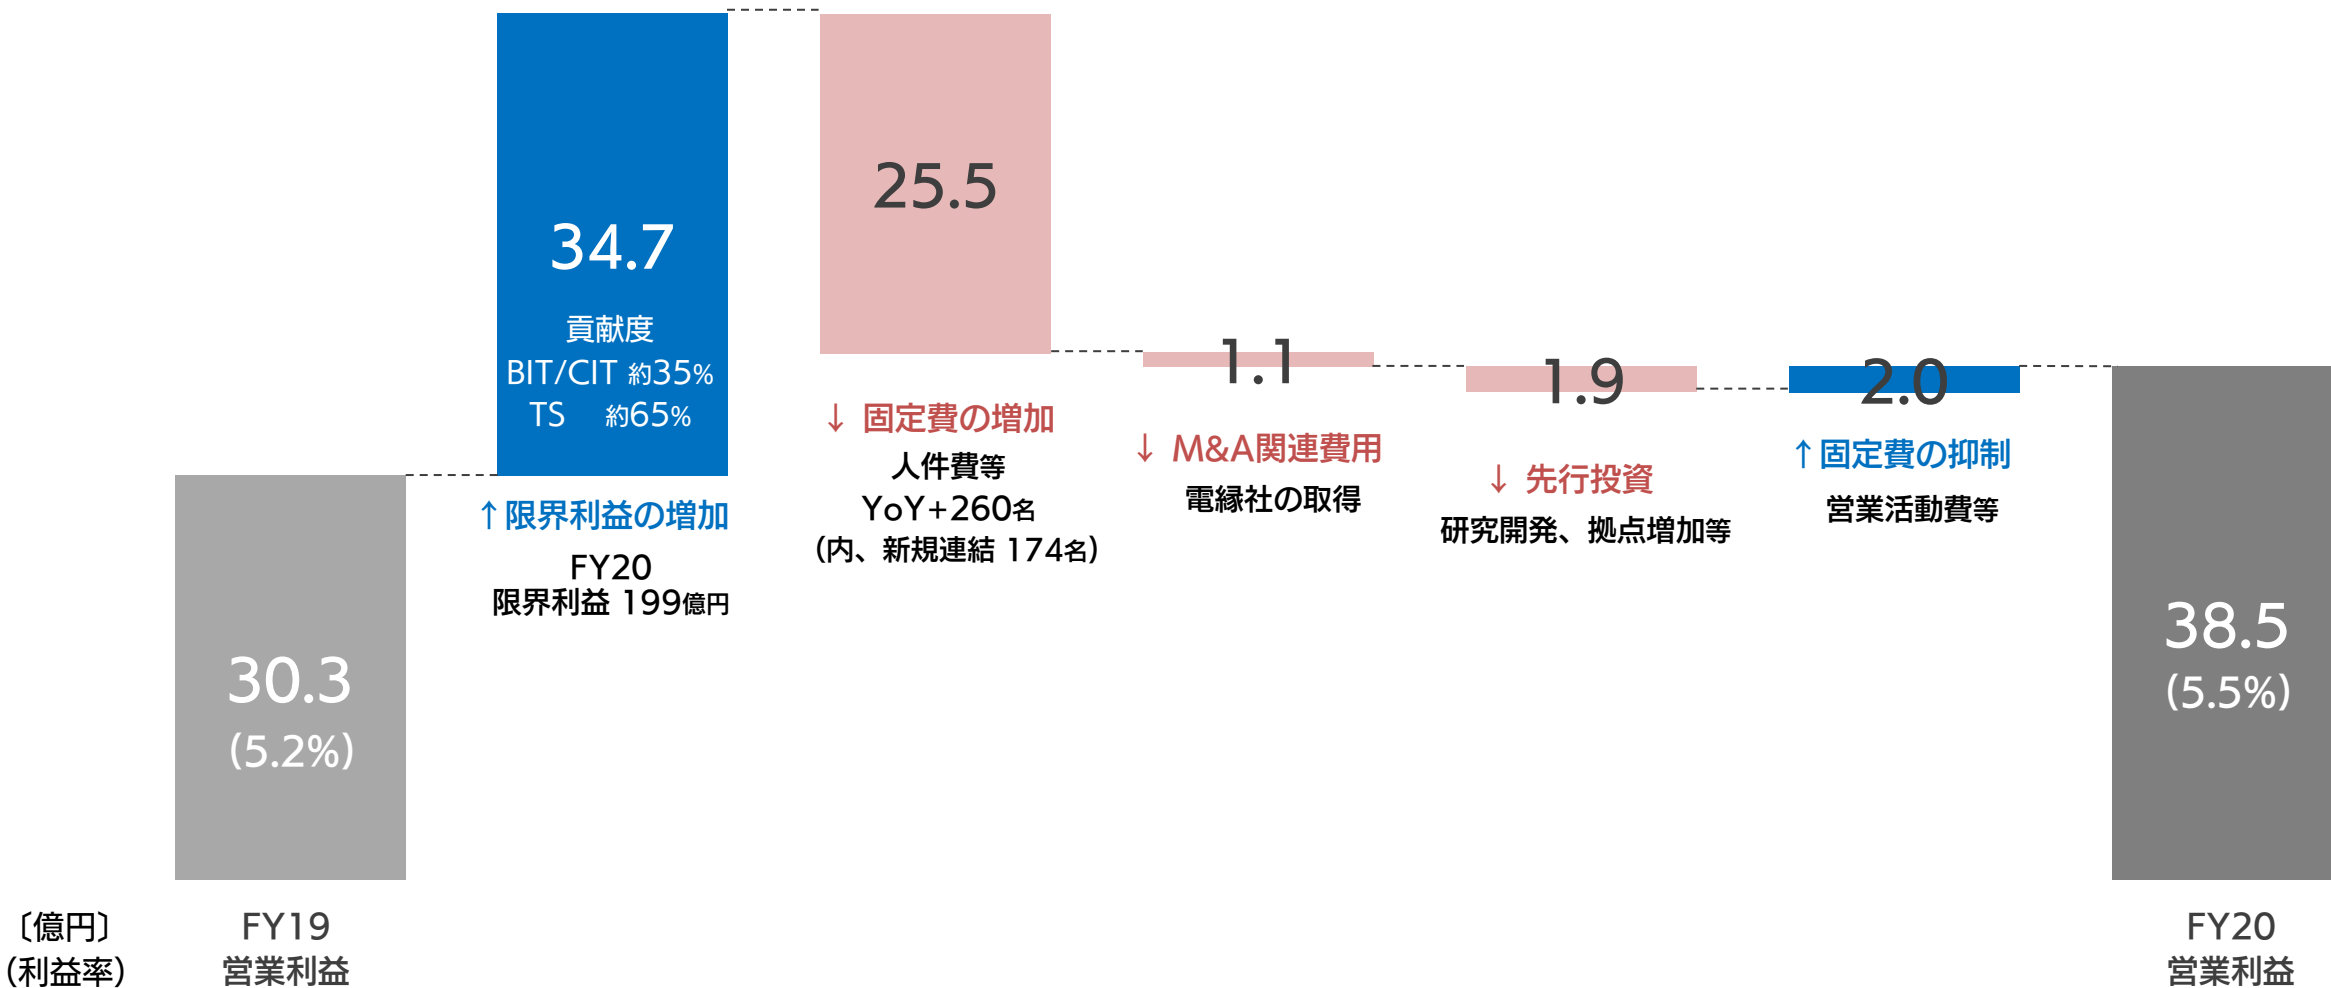 34.7
貢献度
BIT/CIT 約35%
TS 約65%
↑限界利益の増加
FY20
限界利益 199億円
25.5
↓ 固定費の増加
人件費等
YoY+260名
（内、新規連結 174名）
1.1
↓ M&A関連費用
電縁社の取得
1.9
↓ 先行投資
研究開発、拠点増加等
2.0
↑固定費の抑制
営業活動費等
30.3
(5.2%)
38.5
(5.5%)
〔億円〕
（利益率）
FY19
営業利益
FY20
営業利益